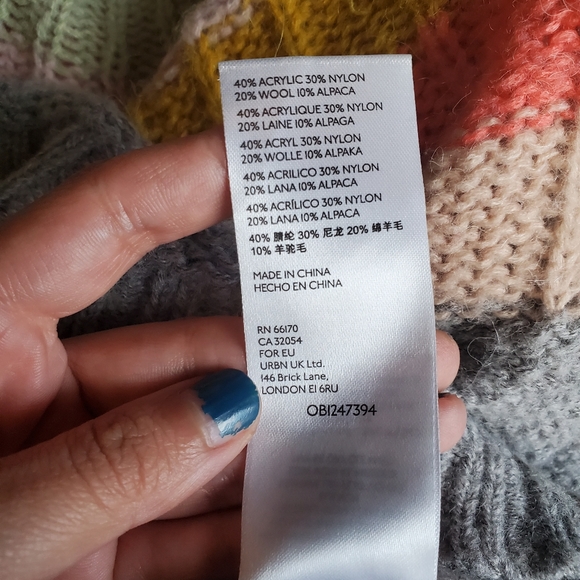 40% ACRYLIC 30% NYLON
20% WOOL 10% ALPACA
40% ACRYLIQUE 30% NYLON
20% LAINE 10% ALPAGA
40% ACRYL 30% NYLON
20% WOLLE 10% ALPAKA
40% ACRILICO 30% NYLON
20% LANA 10% ALPACA
40% ACRÍLICO 30% NYLON
20% LANA 10% ALPACA
40% 腈纶 30% 尼龙 20% 绵羊毛
10% 羊驼毛
MADE IN CHINA
HECHO EN CHINA
RN 66170
CA 32054
FOR EU
URBN UK Ltd.
146 Brick Lane,
LONDON E1 6RU
OB1247394